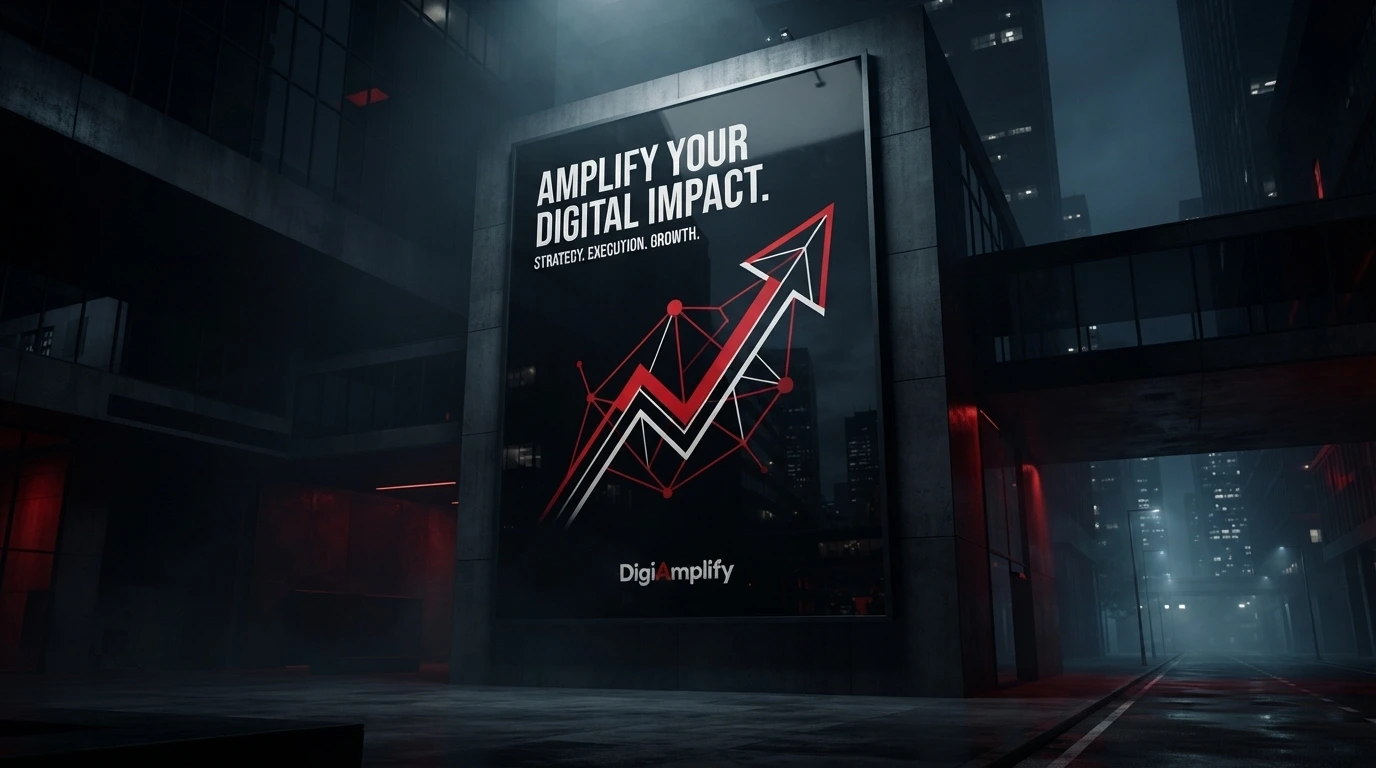 AMPLIFY YOUR
DIGITAL IMPACT.
STRATEGY. EXECUTION. GROWTH.
DigiAmplify